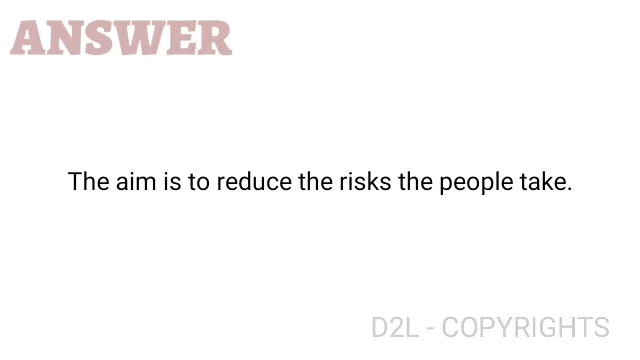 ANSWER
The aim is to reduce the risks the people take.
D2L - COPYRIGHTS